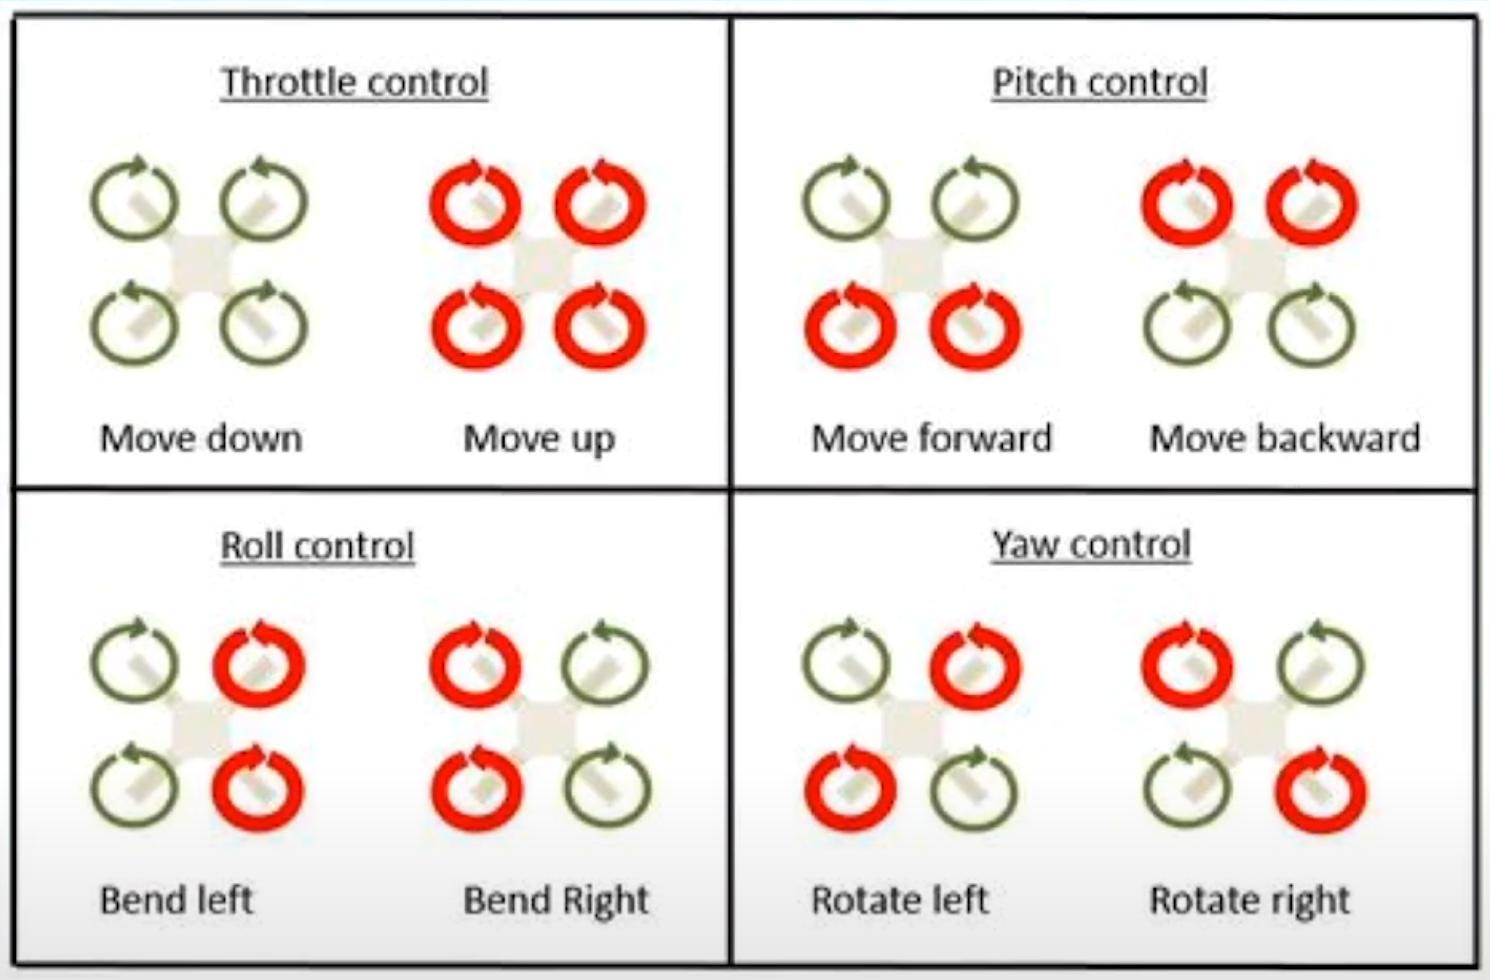 Throttle control
Move down
Move up
Pitch control
Move forward
Move backward
Roll control
Bend left
Bend Right
Yaw control
Rotate left
Rotate right